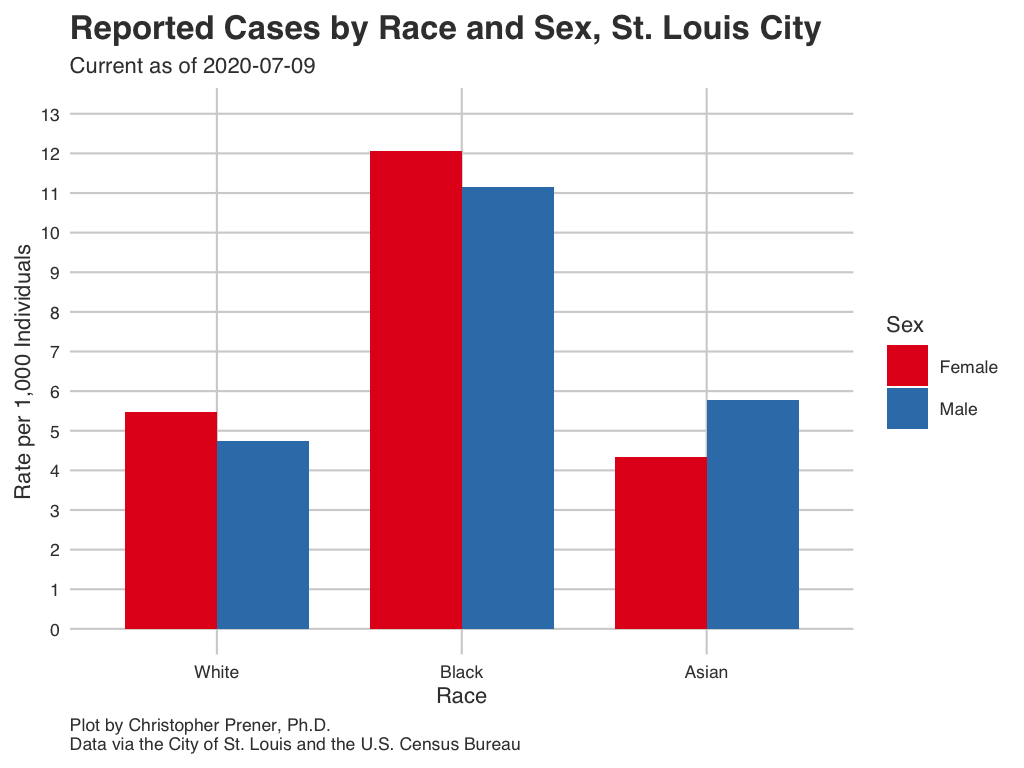 Reported Cases by Race and Sex, St. Louis City
Current as of 2020-07-09
13
12
11
10
9
8
7
6
5
4
3
2
1
0
Rate per 1,000 Individuals
White
Black
Asian
Race
Sex
Female
Male
Plot by Christopher Prener, Ph.D.
Data via the City of St. Louis and the U.S. Census Bureau